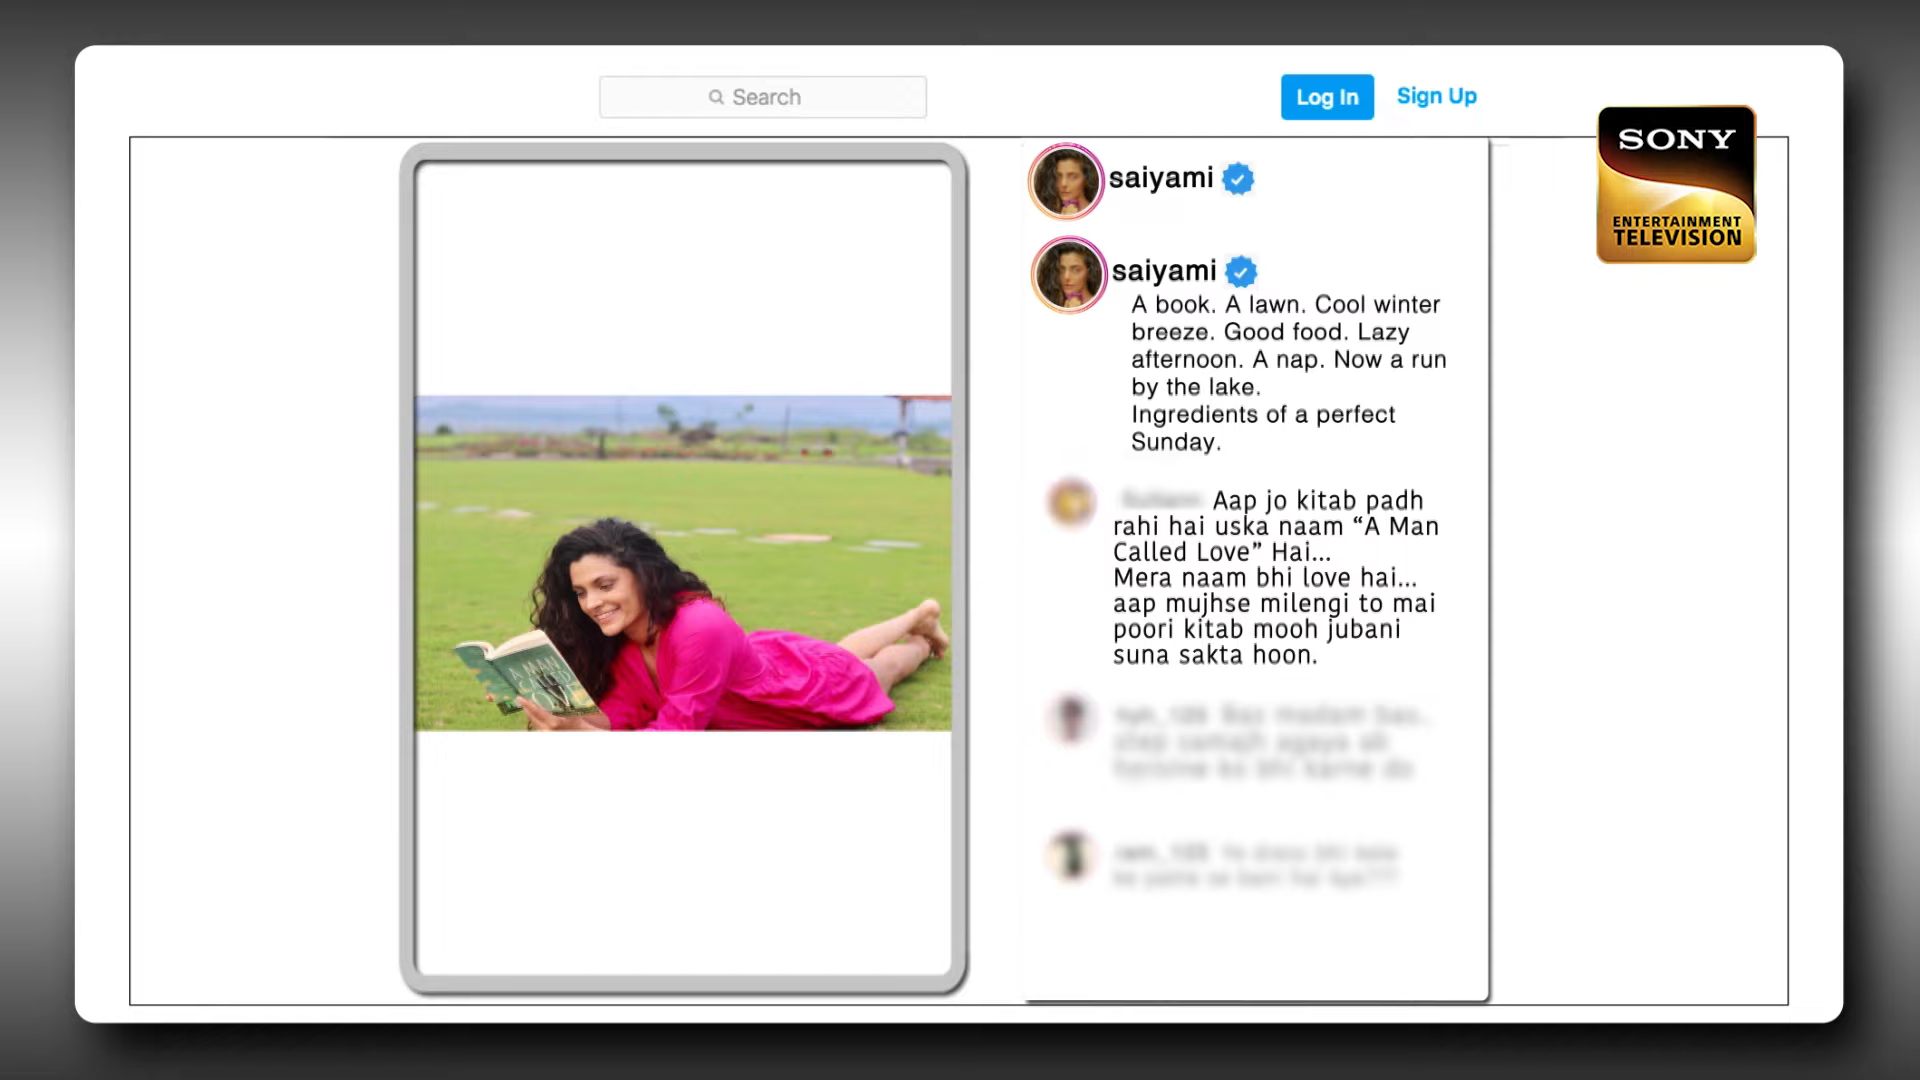 Search
Log In
Sign Up
SONY
ENTERTAINMENT
TELEVISION
saiyami
saiyami
A book. A lawn. Cool winter
breeze. Good food. Lazy
afternoon. A nap. Now a run
by the lake.
Ingredients of a perfect
Sunday.
Aap jo kitab padh
rahi hai uska naam “A Man
Called Love” Hai...
Mera naam bhi love hai...
aap mujhse milengi to mai
poori kitab mooh jubani
suna sakta hoon.
A MAN
CALLED
LOVE